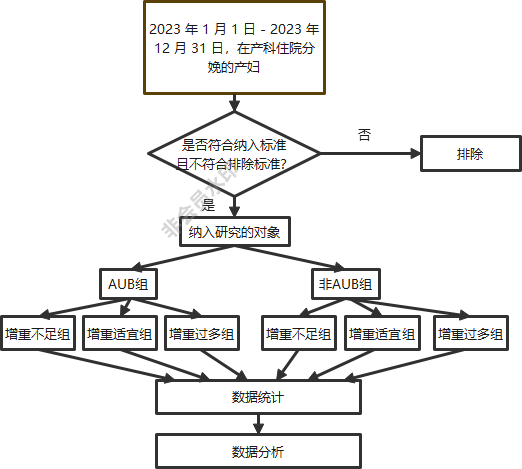 2023 年 1 月 1 日 - 2023 年
12 月 31 日，在产科住院分
娩的产妇
是否符合纳入标准
且不符合排除标准?
否
排除
是
非会员水印
纳入研究的对象
AUB组
非AUB组
增重不足组
增重适宜组
增重过多组
增重不足组
增重适宜组
增重过多组
数据统计
数据分析